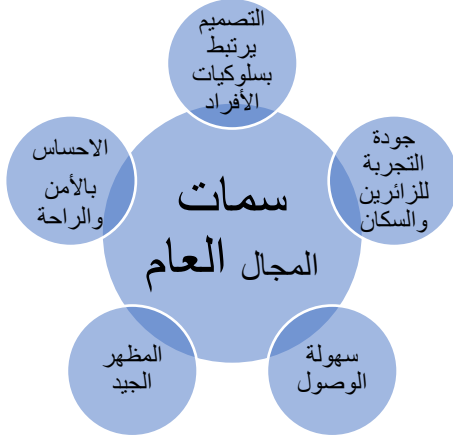 التصميم
يرتبط
بسلوكيات
الأفراد
جودة
التجربة
للزائرين
والسكان
سهولة
الوصول
المظهر
الجيد
الاحساس
بالأمن
والراحة
سمات
المجال العام